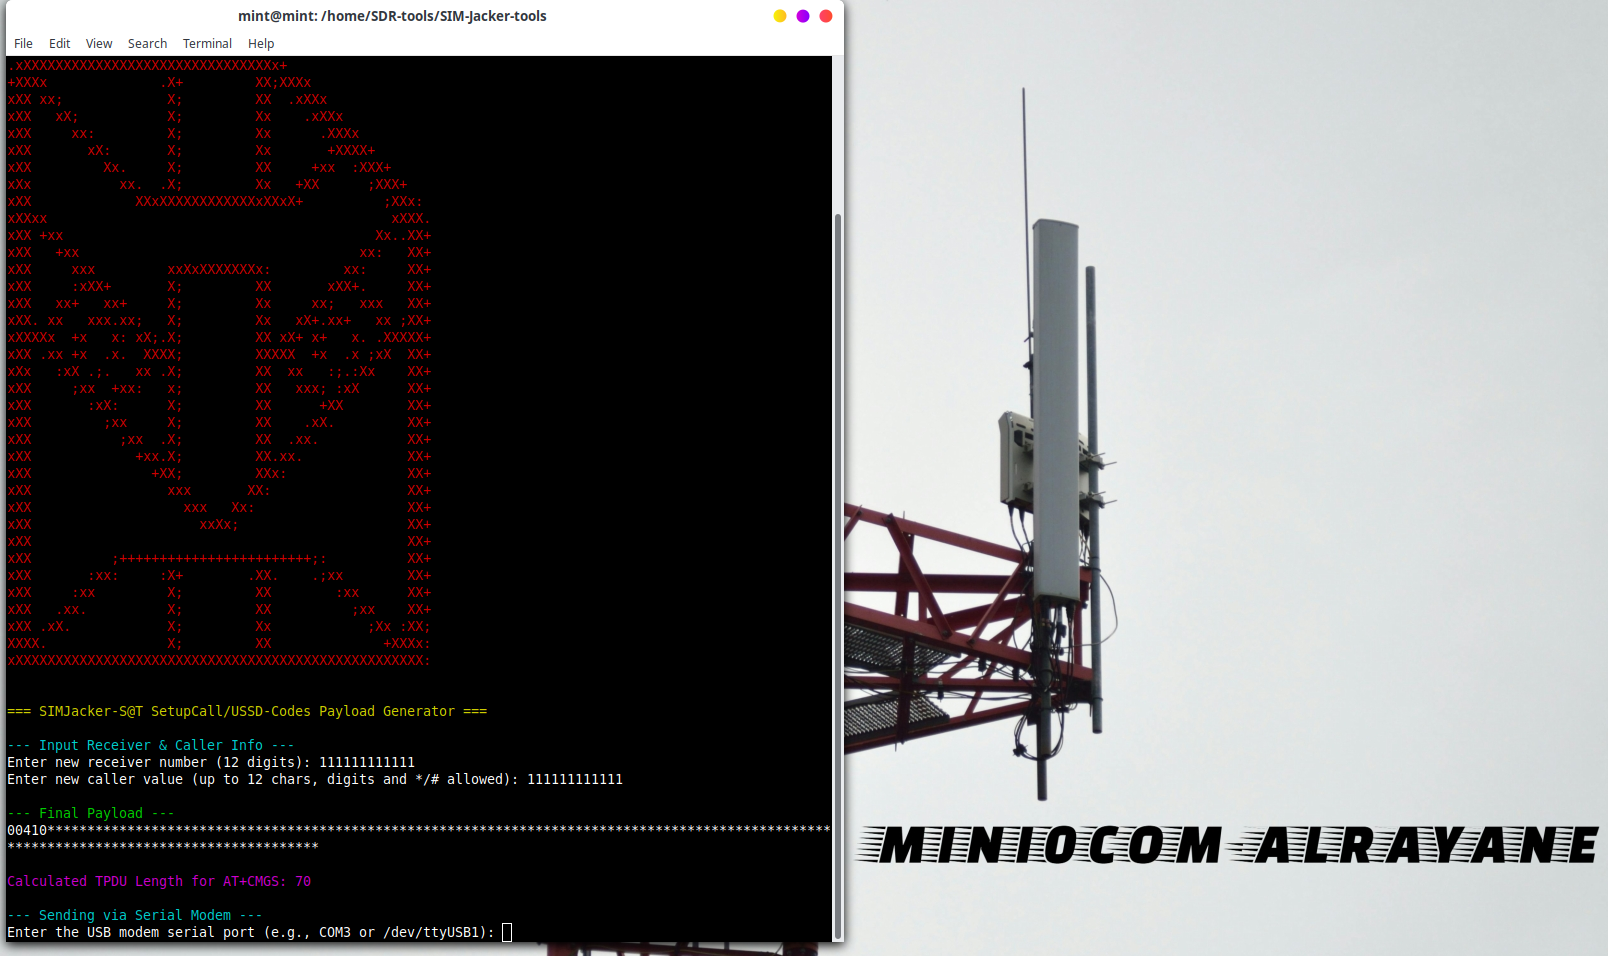 mint@mint: /home/SDR-tools/SIM-Jacker-tools
File Edit View Search Terminal Help
=== SIMJacker-S@T SetupCall/USSD-Codes Payload Generator ===
--- Input Receiver & Caller Info ---
Enter new receiver number (12 digits): 111111111111
Enter new caller value (up to 12 chars, digits and */# allowed): 111111111111
--- Final Payload ---
00410**************************************************************************************************
***************************************
Calculated TPDU Length for AT+CMGS: 70
--- Sending via Serial Modem ---
Enter the USB modem serial port (e.g., COM3 or /dev/ttyUSB1):
MINIOCOM-ALRAYANE